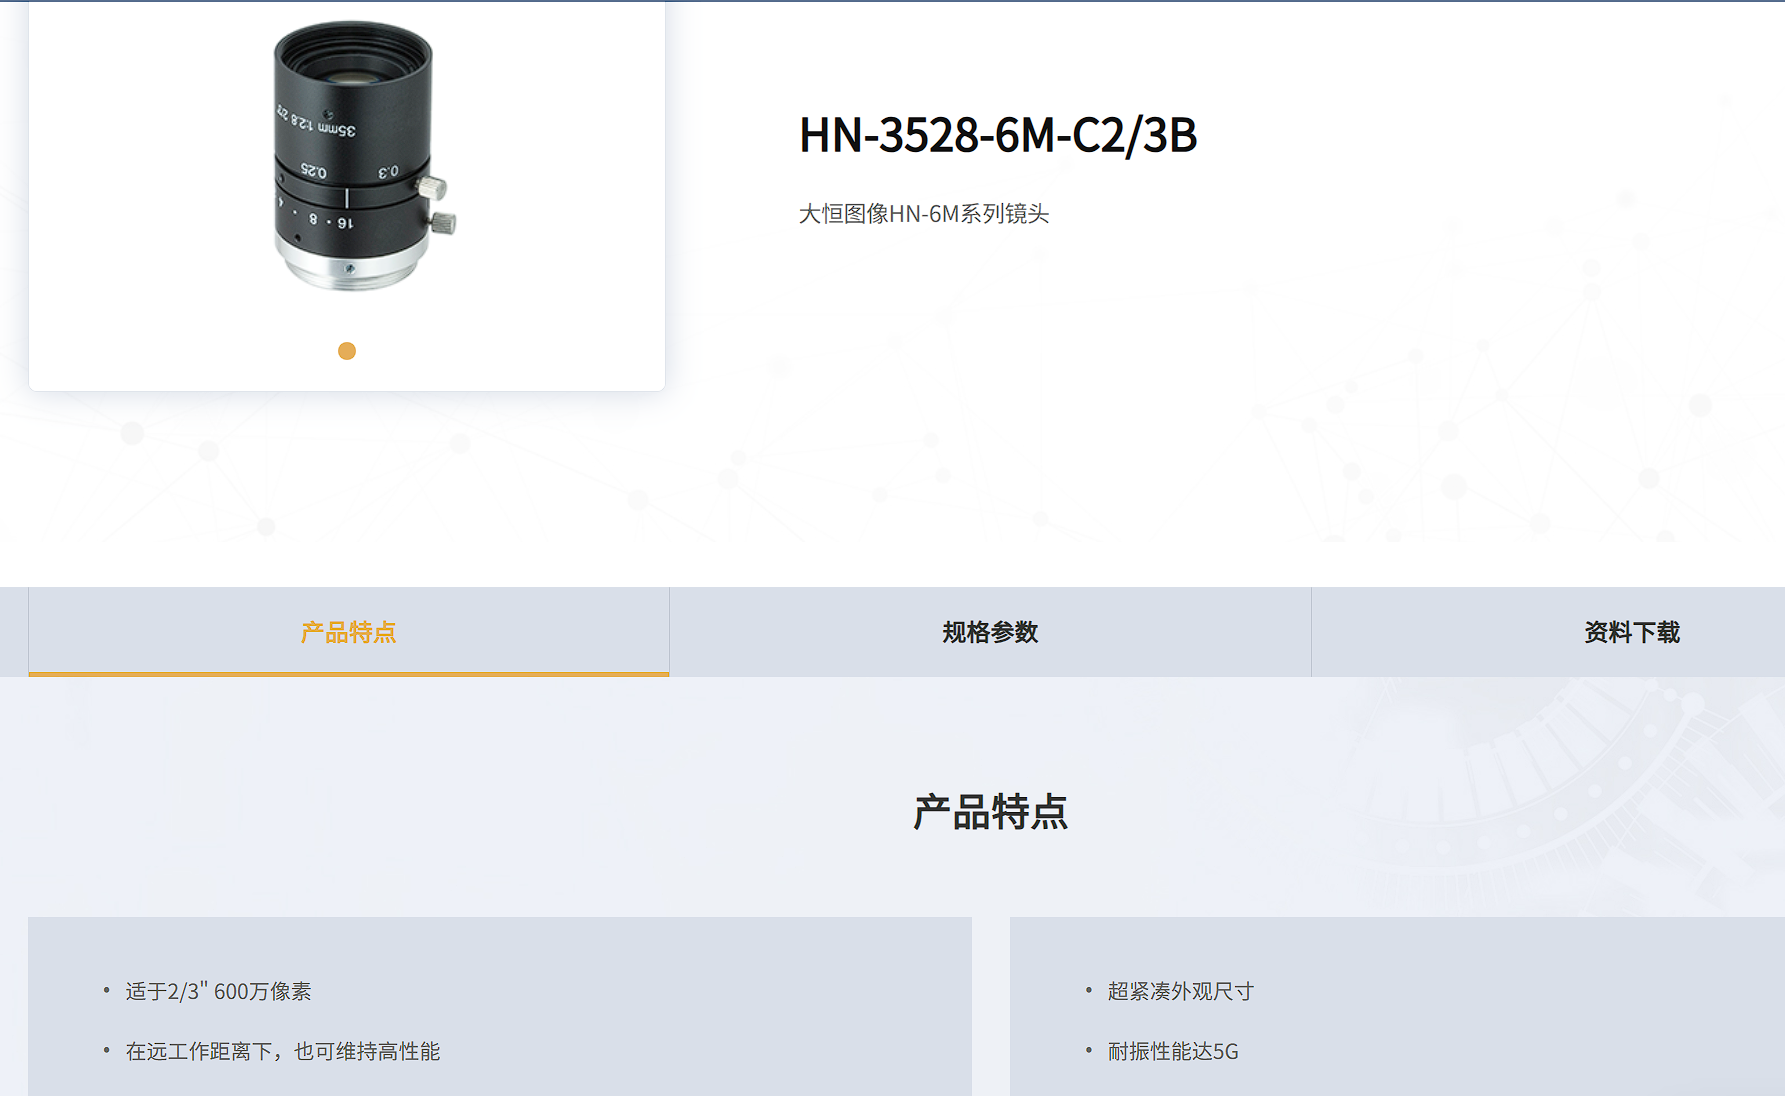 35mm 1:2.8 2/3"
0.25 0.3
4 · 8 · 16
HN-3528-6M-C2/3B
大恒图像HN-6M系列镜头
产品特点
规格参数
资料下载
产品特点
• 适于2/3" 600万像素
• 在远工作距离下，也可维持高性能
• 超紧凑外观尺寸
• 耐振性能达5G